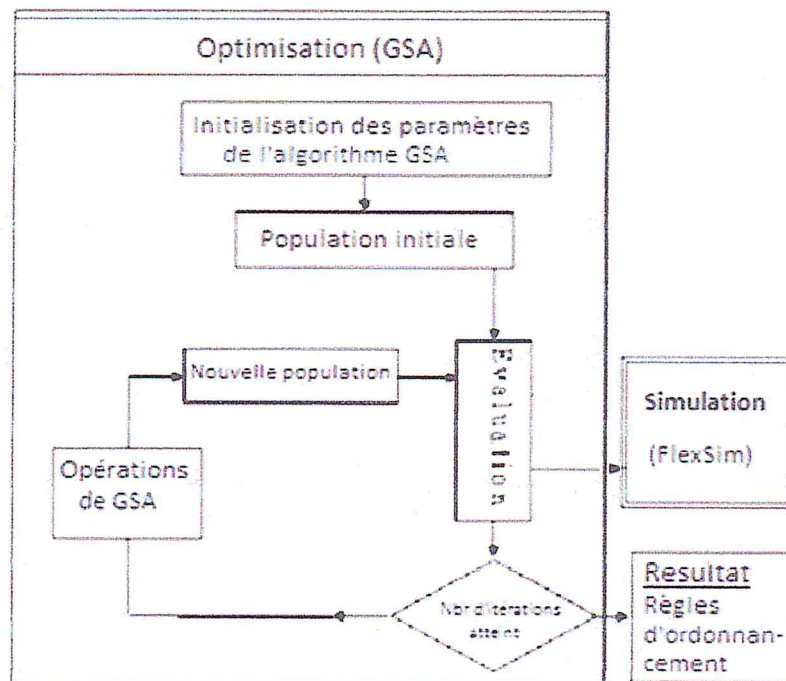 Optimisation (GSA)
Initialisation des paramètres
de l'algorithme GSA
Population initiale
Nouvelle population
Evaluation
Simulation
(FlexSim)
Opérations
de GSA
Nbr d'itérations
atteint
Resultat
Règles
d'ordonnan-
cement